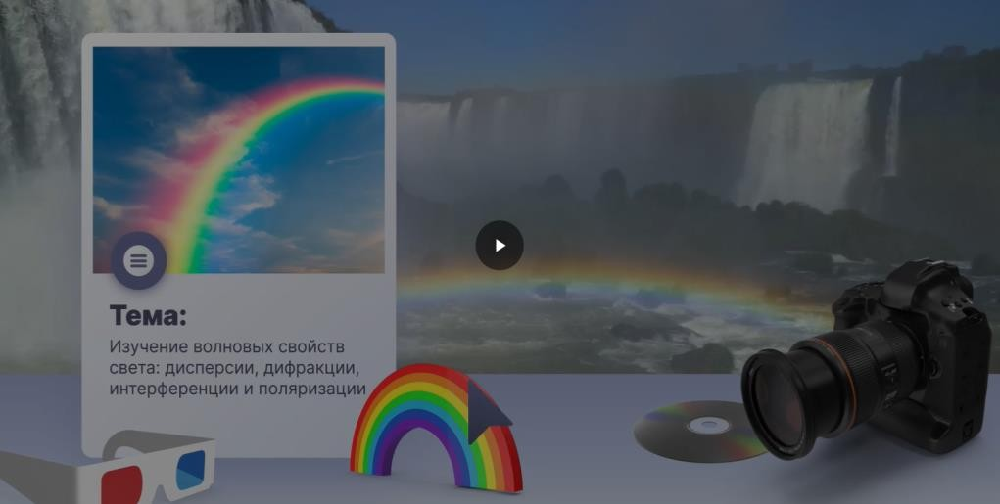 Тема:
Изучение волновых свойств
света: дисперсии, дифракции,
интерференции и поляризации